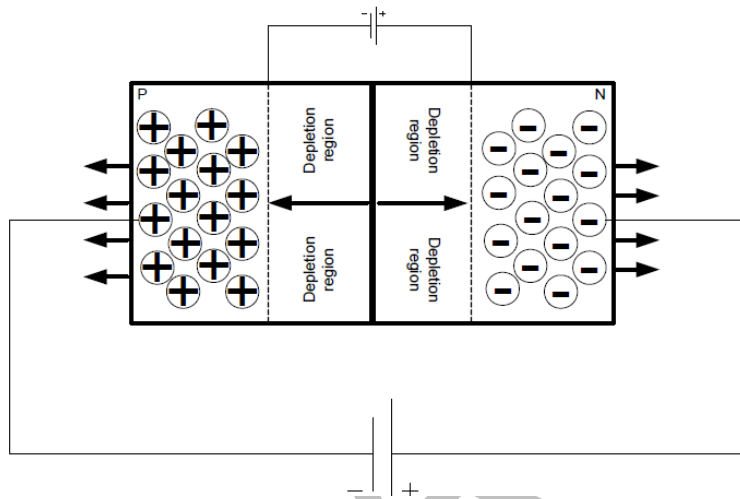 - +
P
N
Depletion
region
Depletion
region
Depletion
region
Depletion
region
+ + + + + + + + + + + + + + + +
- - - - - - - - - - - - - - - -
- +